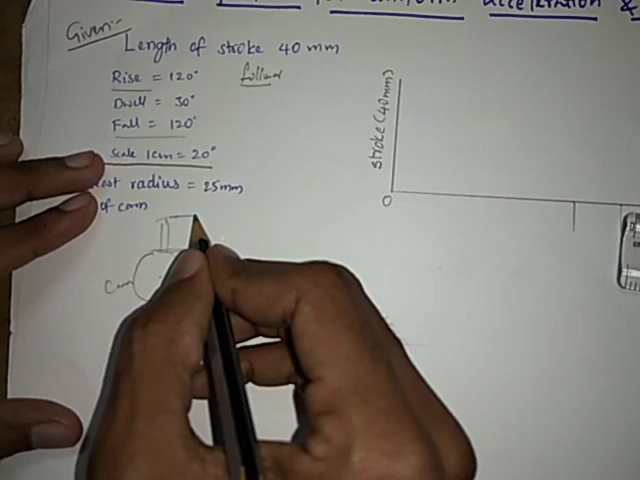 acceleration &
Given:-
Length of stroke 40 mm
Rise = 120° follower
Dwell = 30°
Fall = 120°
Scale 1cm = 20°
radius = 25mm
of cam
Cam
stroke (40mm)
0